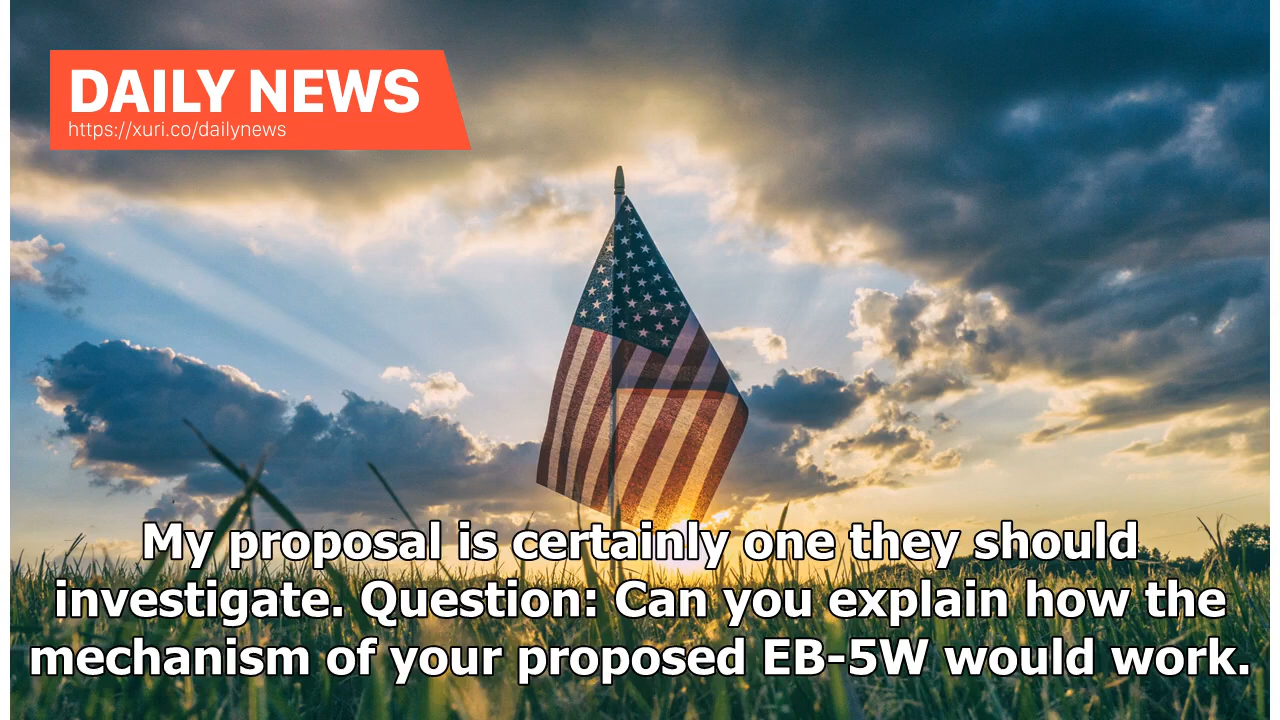 DAILY NEWS
https://xuri.co/dailynews
My proposal is certainly one they should
investigate. Question: Can you explain how the
mechanism of your proposed EB-5W would work.